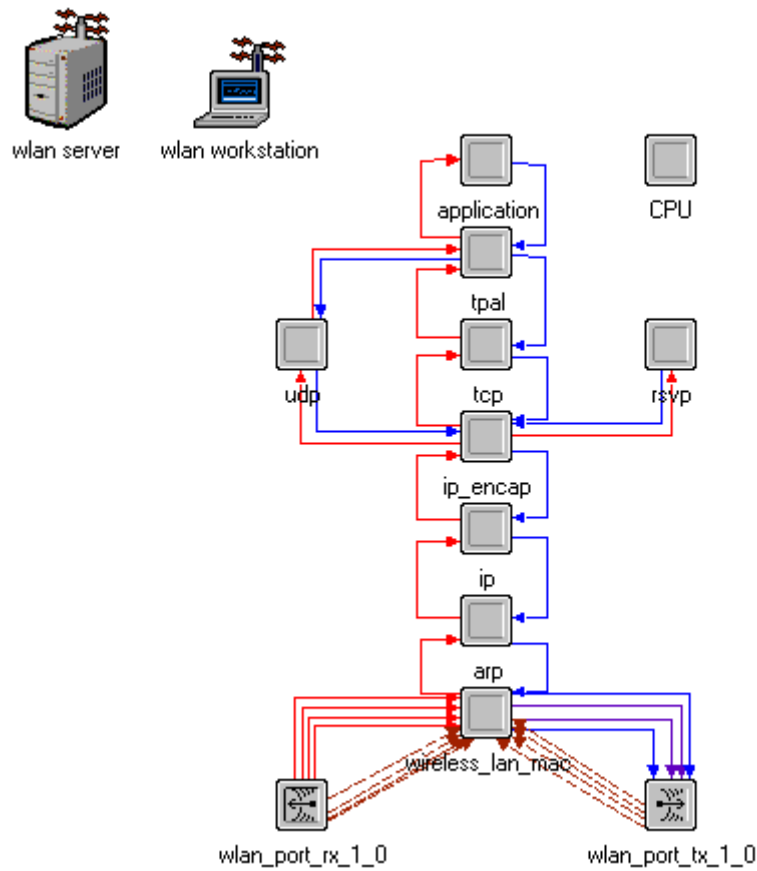 wlan server
wlan workstation
application
CPU
tpal
udp
tcp
rsvp
ip_encap
ip
arp
wireless_lan_mac
wlan_port_rx_1_0
wlan_port_tx_1_0